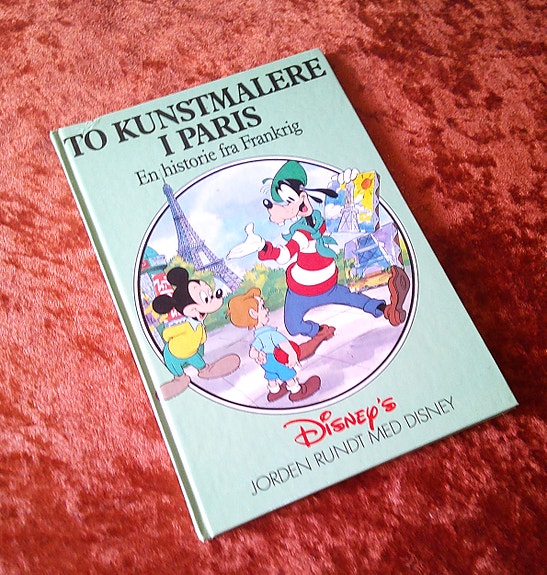 TO KUNSTMALERE
I PARIS
En historie fra Frankrig
Disney's
JORDEN RUNDT MED DISNEY